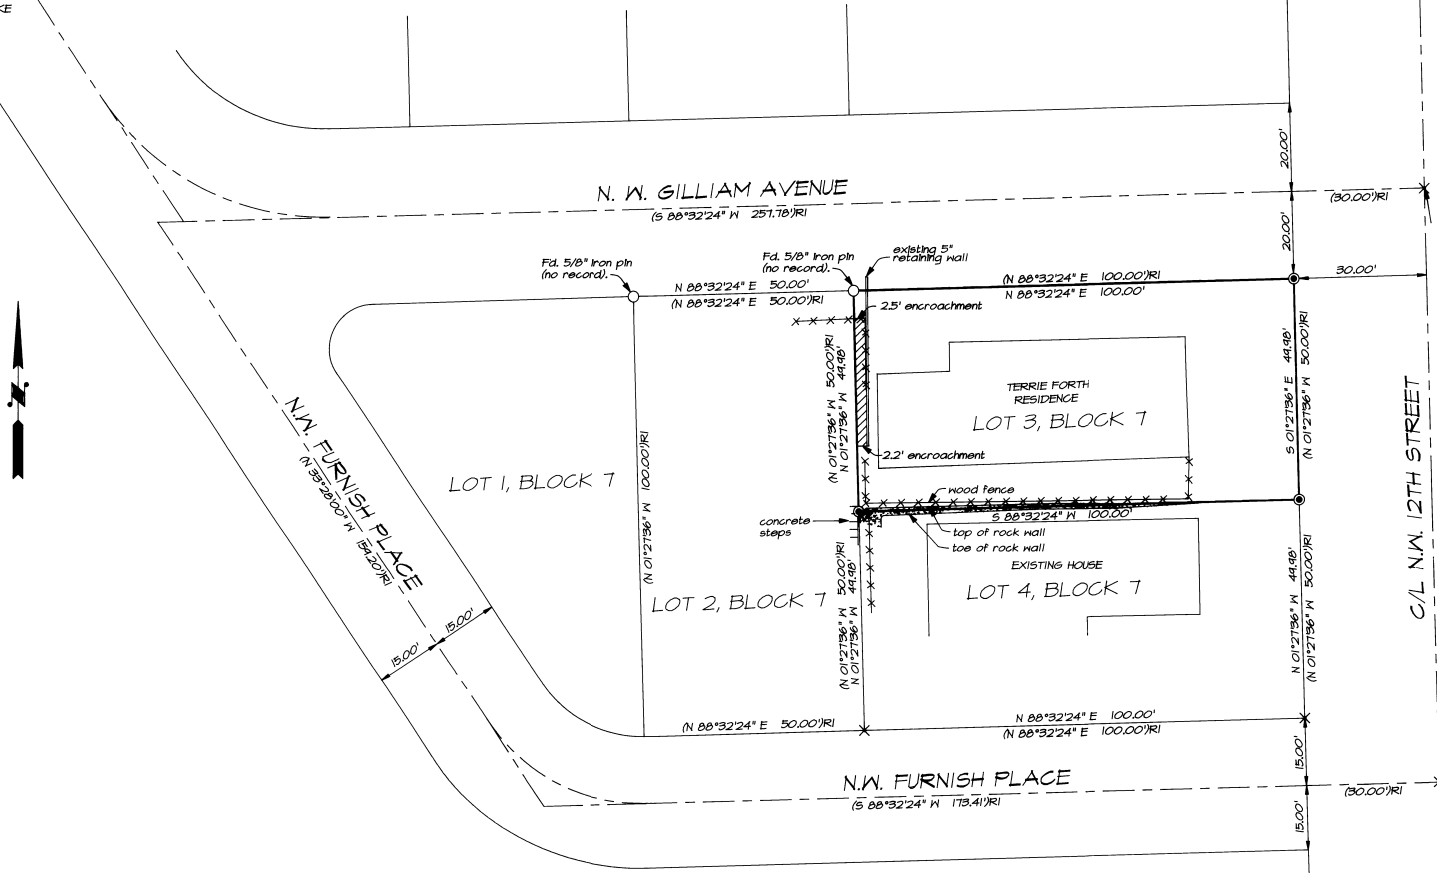 N. W. GILLIAM AVENUE
(S 88°32'24" W 257.78')R1
20.00'
(30.00')R1
20.00'
30.00'
Fd. 5/8" iron pin
(no record).
Fd. 5/8" iron pin
(no record).
existing 5"
retaining wall
N 88°32'24" E 50.00'
(N 88°32'24" E 50.00')R1
(N 88°32'24" E 100.00')R1
N 88°32'24" E 100.00'
2.5' encroachment
(N 01°27'36" W 50.00')R1
N 01°27'36" W 49.98'
TERRIE FORTH
RESIDENCE
LOT 3, BLOCK 7
S 01°27'36" E 49.98'
(N 01°27'36" W 50.00')R1
C/L N.W. 12TH STREET
N
N.W. FURNISH PLACE
(N 33°28'00" W 154.20')R1
LOT 1, BLOCK 7
(N 01°27'36" W 100.00')R1
2.2' encroachment
wood fence
S 88°32'24" W 100.00'
concrete
steps
top of rock wall
toe of rock wall
EXISTING HOUSE
LOT 4, BLOCK 7
LOT 2, BLOCK 7
(N 01°27'36" W 50.00')R1
N 01°27'36" W 49.98'
N 01°27'36" W 49.98'
(N 01°27'36" W 50.00')R1
15.00'
15.00'
(N 88°32'24" E 50.00')R1
N 88°32'24" E 100.00'
(N 88°32'24" E 100.00')R1
N.W. FURNISH PLACE
(S 88°32'24" W 173.41')R1
15.00'
(30.00')R1
15.00'